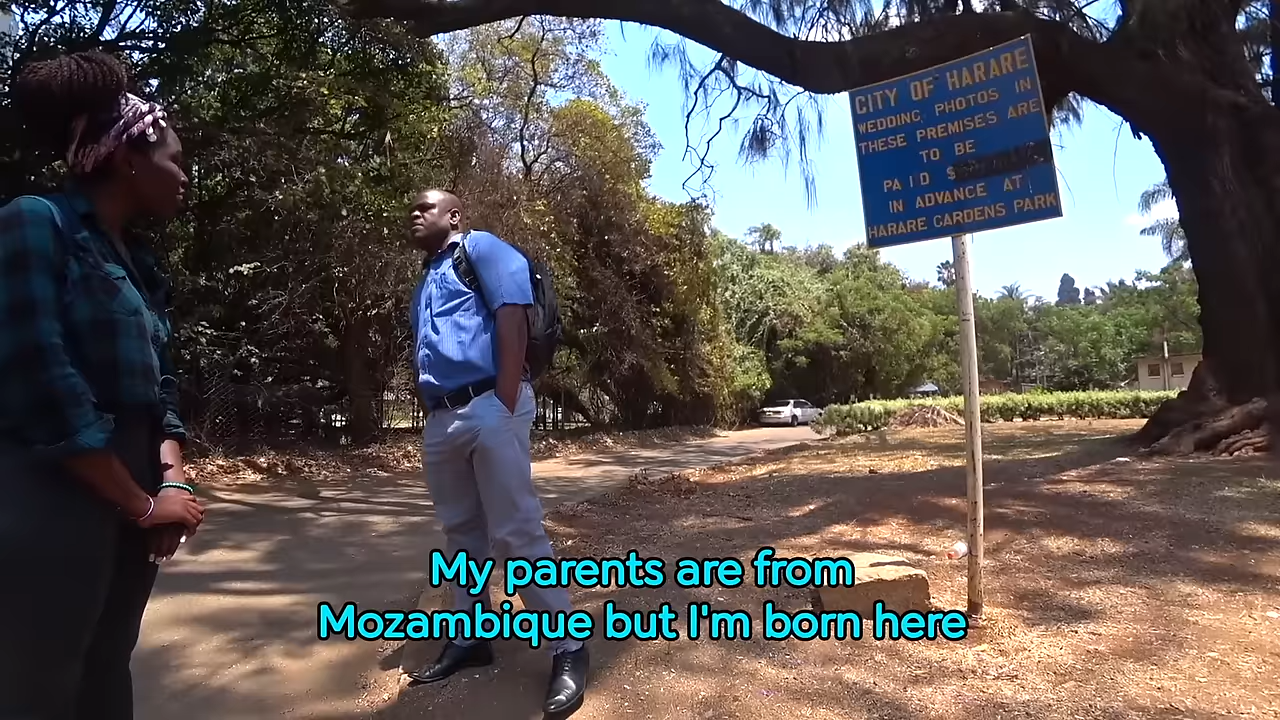 CITY OF HARARE
WEDDING PHOTOS IN
THESE PREMISES ARE
TO BE
PAID $
IN ADVANCE AT
HARARE GARDENS PARK
My parents are from
Mozambique but I'm born here